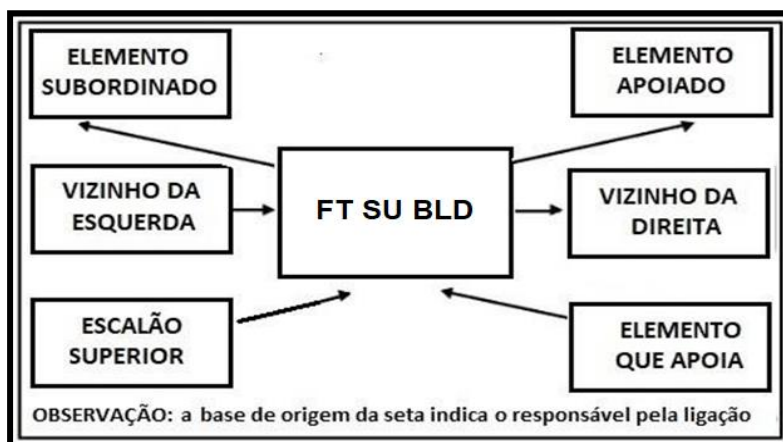 ELEMENTO
SUBORDINADO
ELEMENTO
APOIADO
VIZINHO DA
ESQUERDA
FT SU BLD
VIZINHO DA
DIREITA
ESCALÃO
SUPERIOR
ELEMENTO
QUE APOIA
OBSERVAÇÃO: a base de origem da seta indica o responsável pela ligação